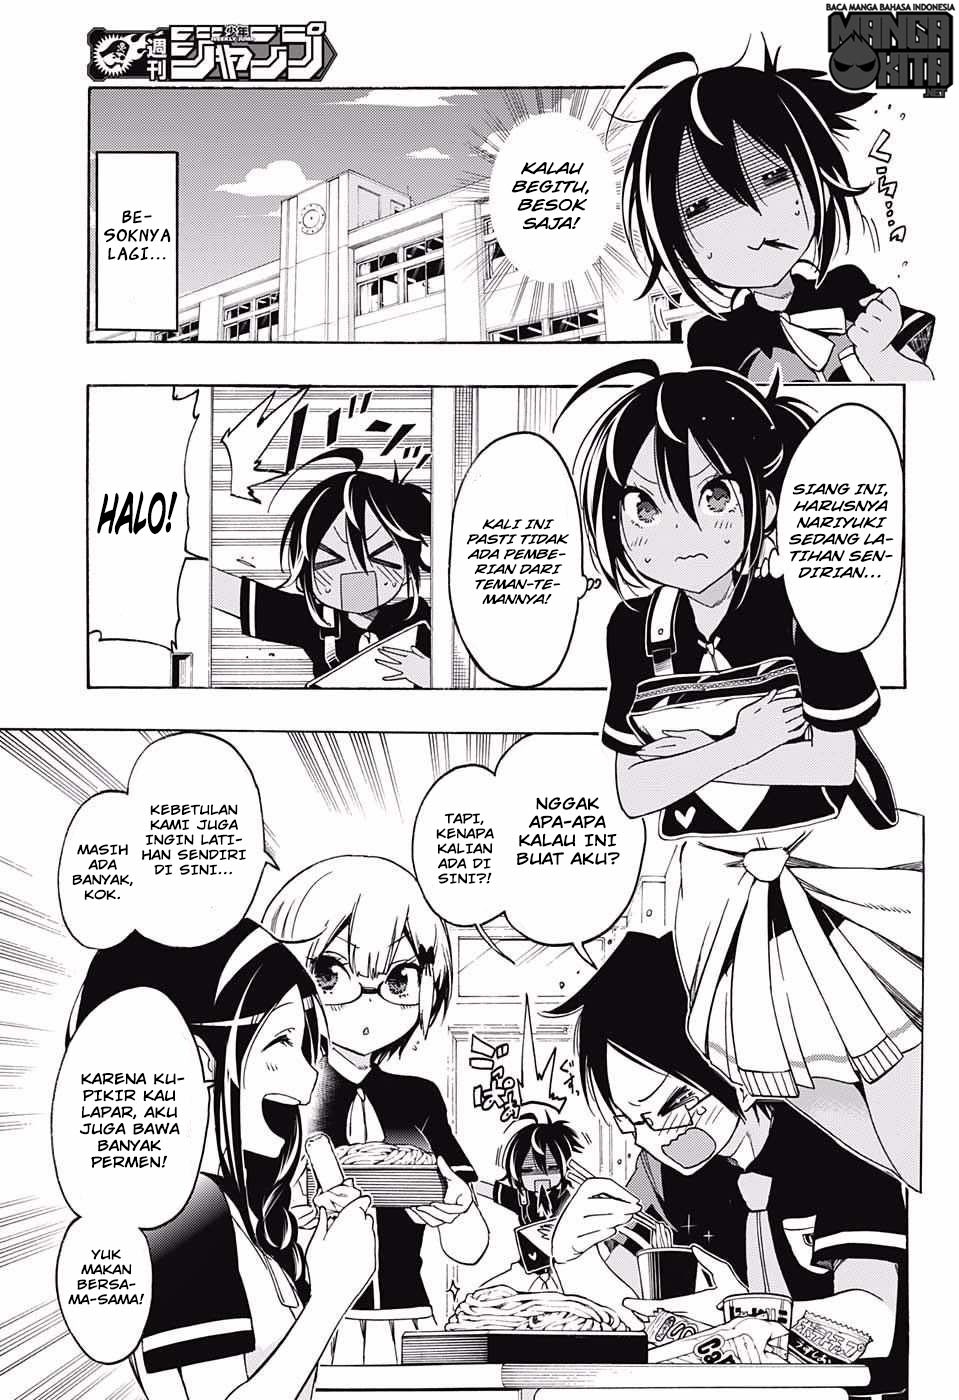 BACA MANGA BAHASA INDONESIA
MANGA
KITA
.NET
週刊
少年
ジャンプ
KALAU
BEGITU,
BESOK
SAJA!
BE-
SOKNYA
LAGI...
SIANG INI,
HARUSNYA
NARIYUKI
SEDANG LA-
TIHAN SEN-
DIRIAN...
KALI INI
PASTI TIDAK
ADA PEMBE-
RIAN DARI
TEMAN-TE-
MANNYA!
HALO!
NGGAK
APA-APA
KALAU INI
BUAT AKU?
TAPI,
KENAPA
KALIAN
ADA DI
SINI?!
KEBETULAN
KAMI JUGA
INGIN LATI-
HAN SENDIRI
DI SINI...
MASIH
ADA
BANYAK,
KOK.
KARENA KU-
PIKIR KAU
LAPAR, AKU
JUGA BAWA
BANYAK
PERMEN!
YUK
MAKAN
BERSA-
MA-SAMA!